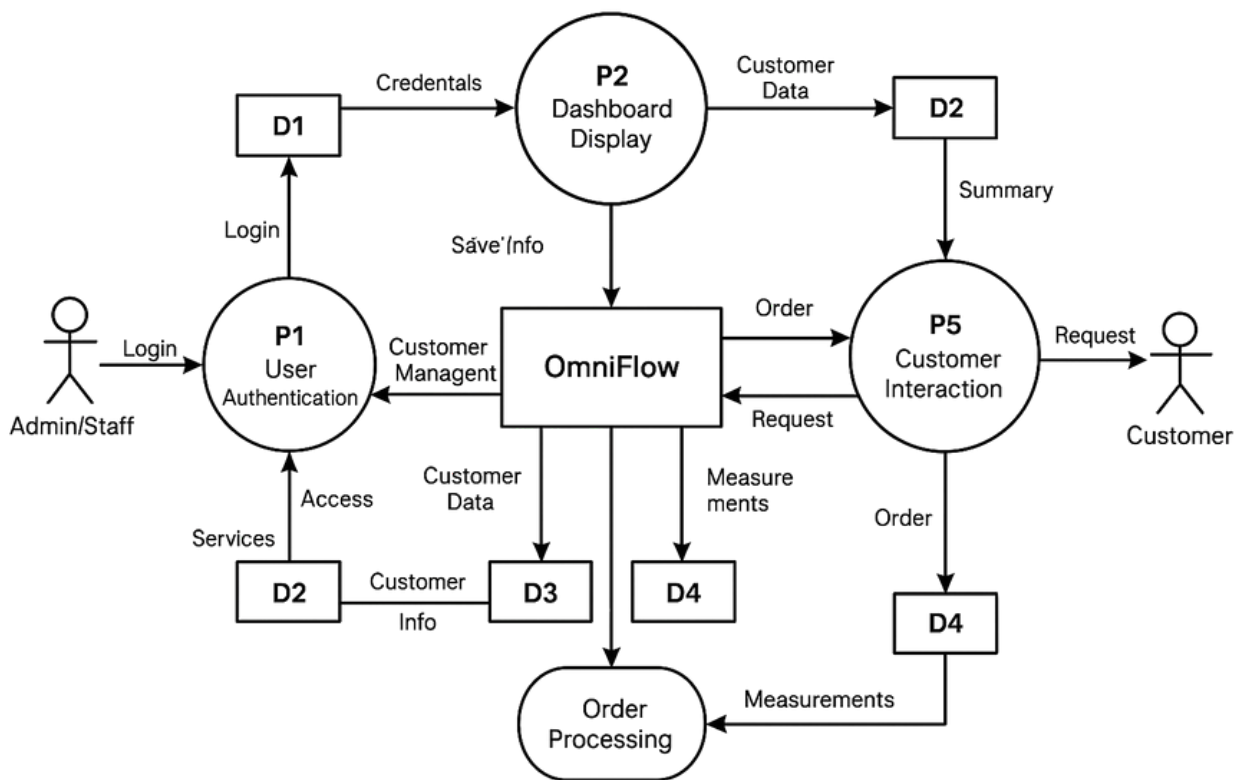 P2
Dashboard
Display
Credentals
Customer
Data
D1
D2
Login
Summary
Save'Info
P1
User
Authentication
Login
Admin/Staff
Customer
Managent
OmniFlow
Order
Request
P5
Customer
Interaction
Request
Customer
Access
Services
Customer
Data
Measure
ments
Order
D2
Customer
Info
D3
D4
D4
Measurements
Order
Processing